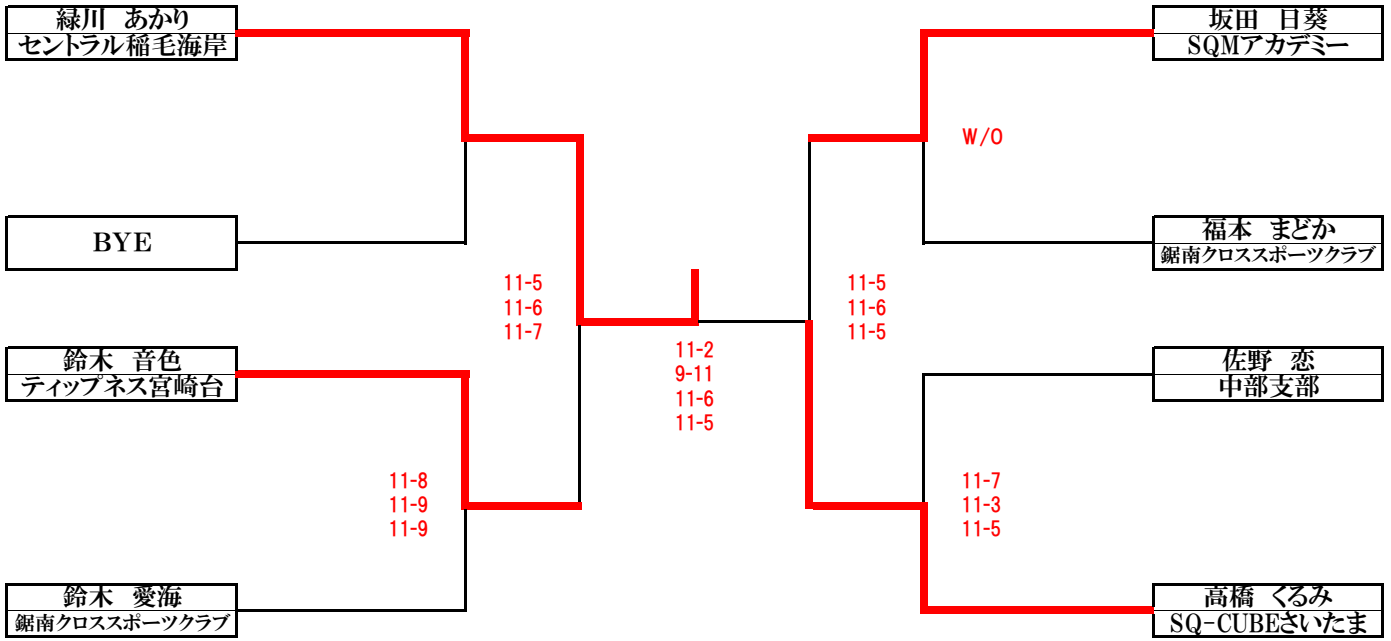 緑川 あかり
セントラル稲毛海岸
BYE
鈴木 音色
ティップネス宮崎台
鈴木 愛海
鋸南クロススポーツクラブ
11-8
11-9
11-9
11-5
11-6
11-7
11-2
9-11
11-6
11-5
11-5
11-6
11-5
W/O
11-7
11-3
11-5
坂田 日葵
SQMアカデミー
福本 まどか
鋸南クロススポーツクラブ
佐野 恋
中部支部
高橋 くるみ
SQ-CUBEさいたま